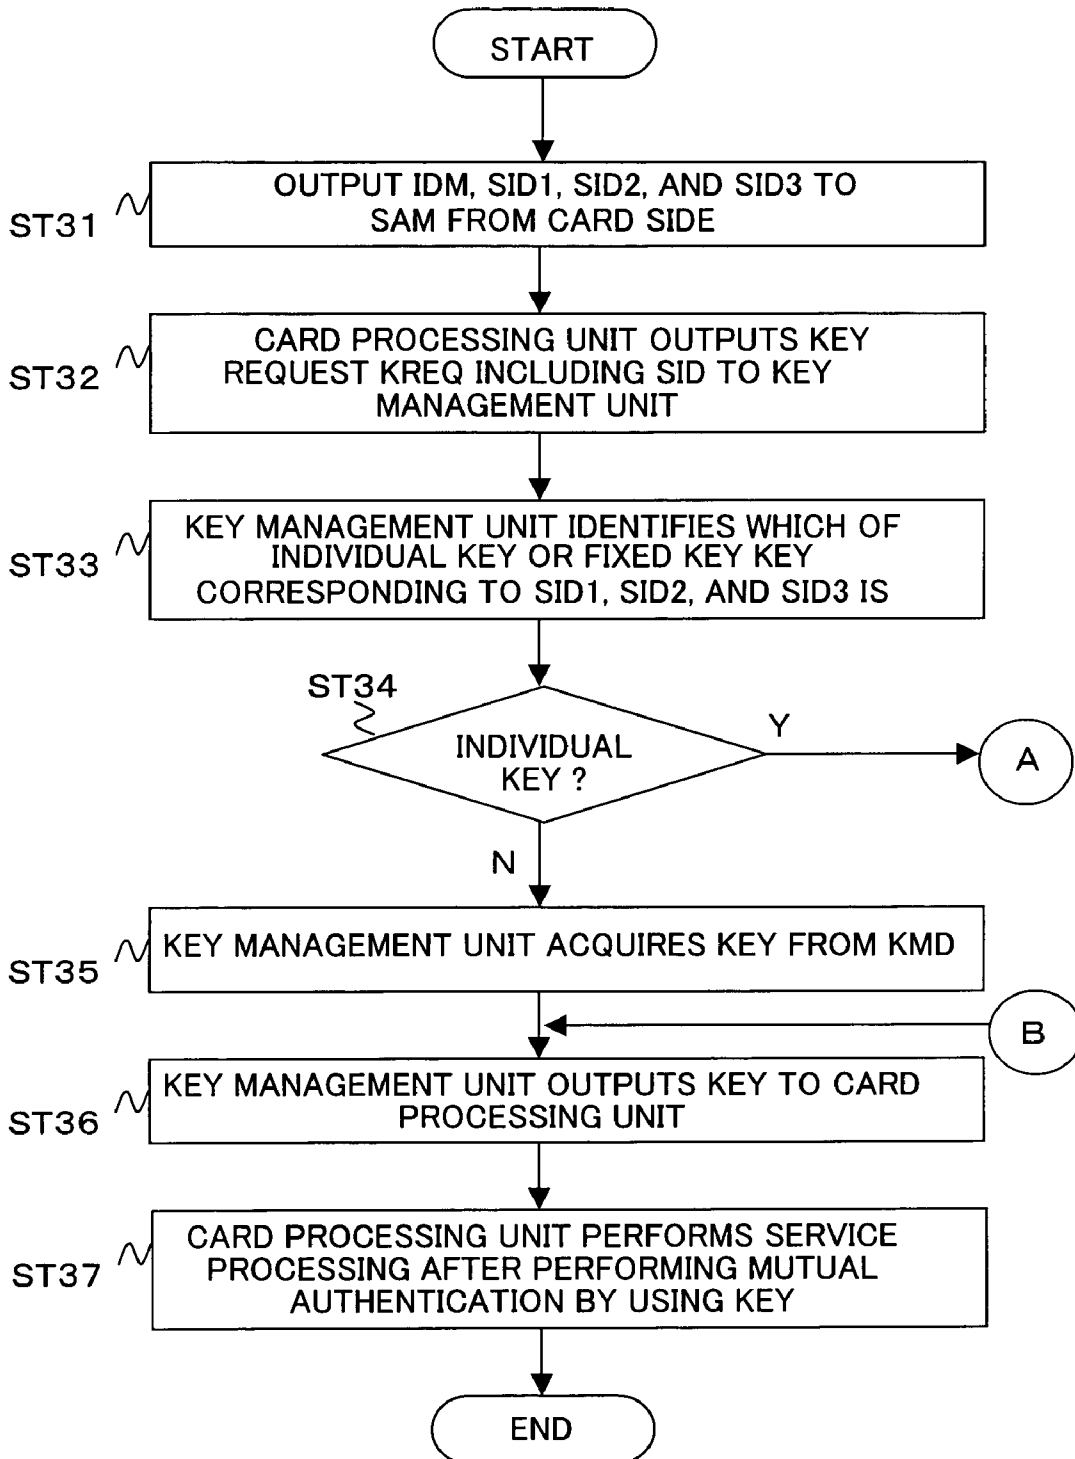 START
OUTPUT IDM, SID1, SID2, AND SID3 TO
SAM FROM CARD SIDE
ST31
CARD PROCESSING UNIT OUTPUTS KEY
REQUEST KREQ INCLUDING SID TO KEY
MANAGEMENT UNIT
ST32
KEY MANAGEMENT UNIT IDENTIFIES WHICH OF
INDIVIDUAL KEY OR FIXED KEY KEY
CORRESPONDING TO SID1, SID2, AND SID3 IS
ST33
ST34
INDIVIDUAL
KEY ?
Y
A
N
KEY MANAGEMENT UNIT ACQUIRES KEY FROM KMD
ST35
B
KEY MANAGEMENT UNIT OUTPUTS KEY TO CARD
PROCESSING UNIT
ST36
CARD PROCESSING UNIT PERFORMS SERVICE
PROCESSING AFTER PERFORMING MUTUAL
AUTHENTICATION BY USING KEY
ST37
END